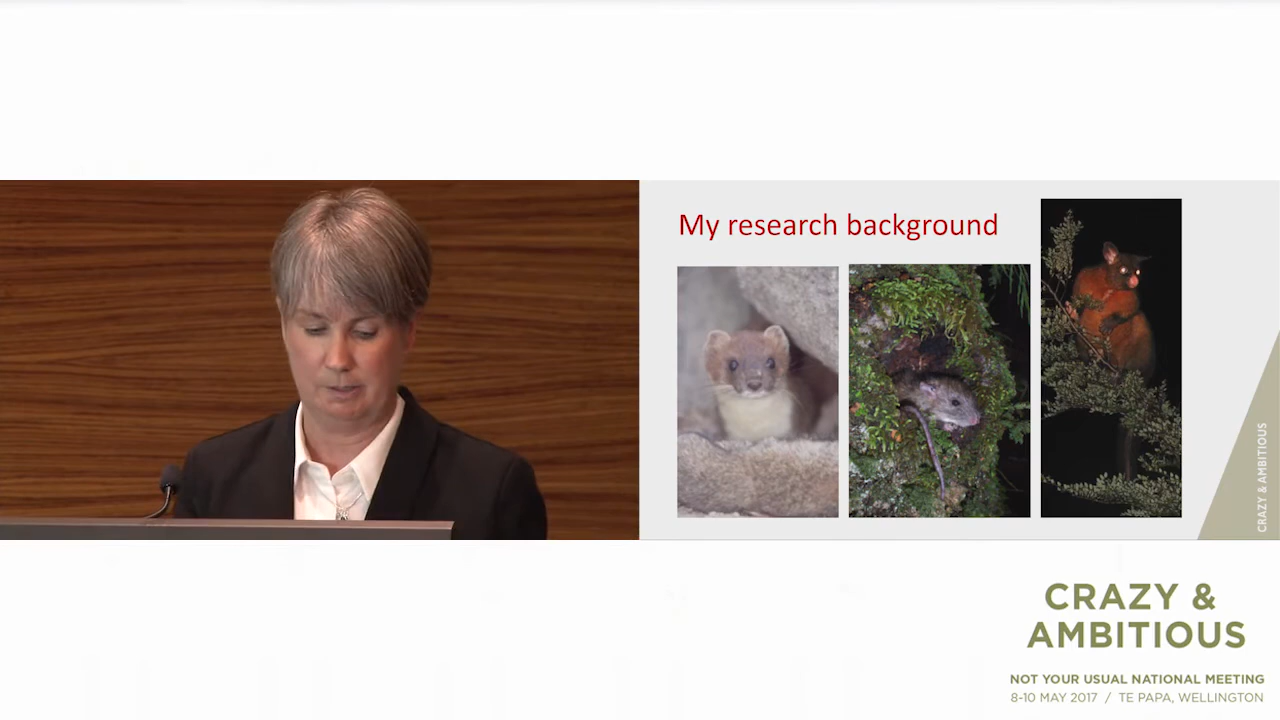 My research background
CRAZY & AMBITIOUS
CRAZY &
AMBITIOUS
NOT YOUR USUAL NATIONAL MEETING
8-10 MAY 2017 / TE PAPA, WELLINGTON